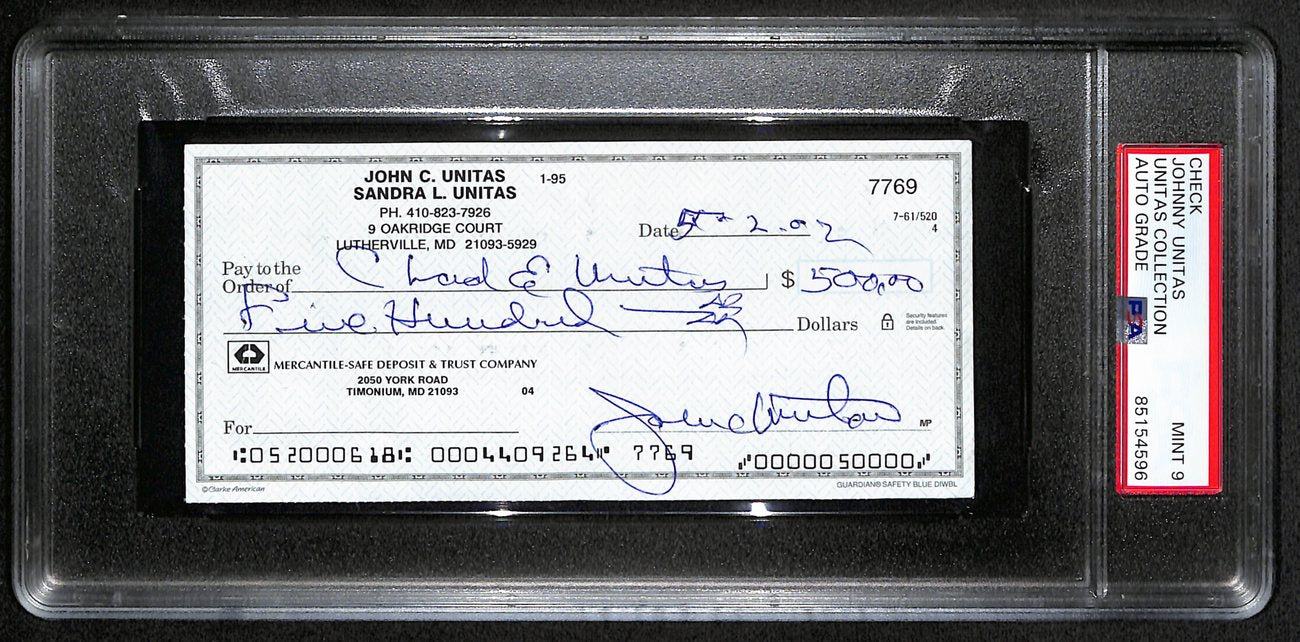 JOHN C. UNITAS 1-95
SANDRA L. UNITAS
PH. 410-823-7926
9 OAKRIDGE COURT
LUTHERVILLE, MD 21093-5929
7769
7-61/520
4
Date 5-2-02
Pay to the
Order of Chad E Unitas $ 500.00
Five Hundred Dollars
Security features
are included.
Details on back.
MERCANTILE
MERCANTILE-SAFE DEPOSIT & TRUST COMPANY
2050 YORK ROAD
TIMONIUM, MD 21093 04
For
John Unitas MP
⑆052000618⑆ 0004409264⑈ 7769 ⑇0000050000⑇
©Clarke American
GUARDIAN® SAFETY BLUE DIWBL
CHECK
JOHNNY UNITAS
UNITAS COLLECTION
AUTO GRADE MINT 9
PSA
85154596